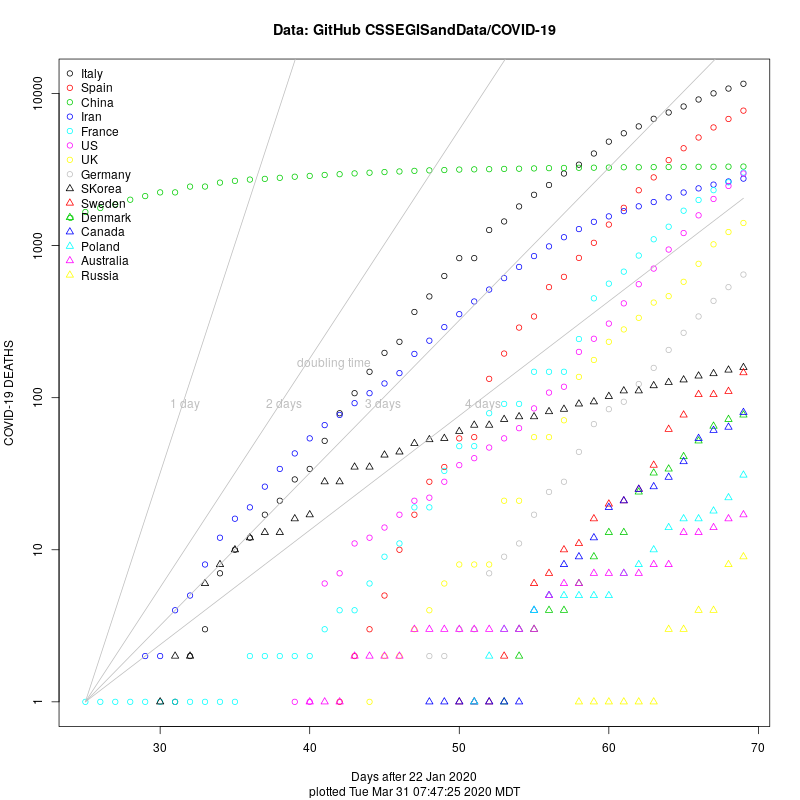 Data: GitHub CSSEGISandData/COVID-19
Italy
Spain
China
Iran
France
US
UK
Germany
SKorea
Sweden
Denmark
Canada
Poland
Australia
Russia
doubling time
1 day
2 days
3 days
4 days
COVID-19 DEATHS
10000
1000
100
10
1
30
40
50
60
70
Days after 22 Jan 2020
plotted Tue Mar 31 07:47:25 2020 MDT